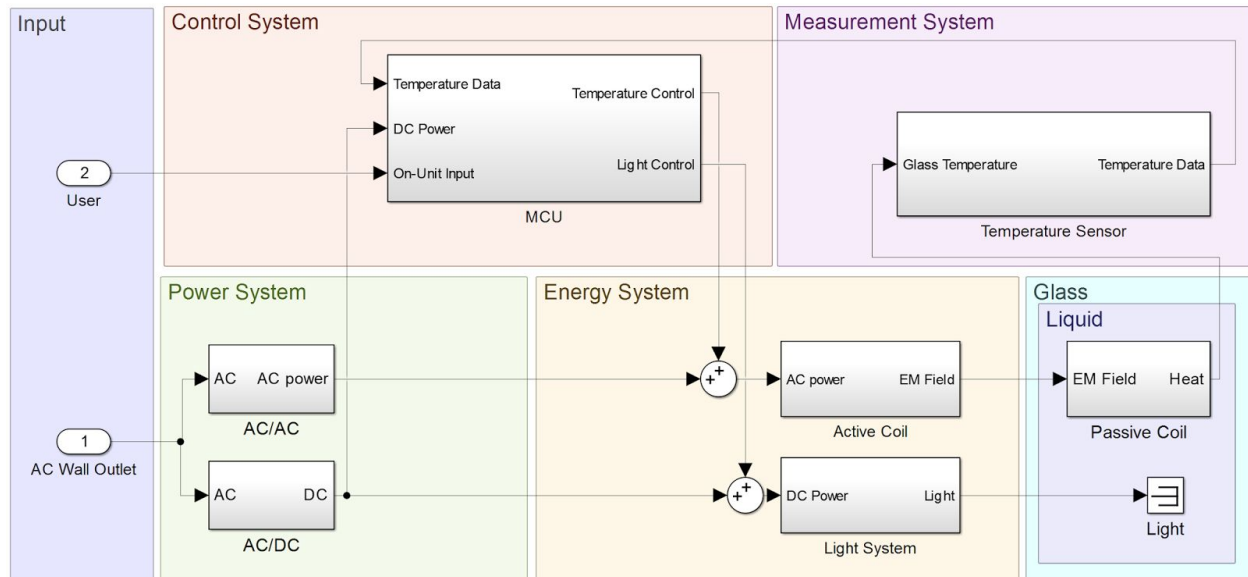 Input
Control System
Measurement System
Temperature Data
Temperature Control
DC Power
Light Control
On-Unit Input
MCU
2
User
Glass Temperature
Temperature Data
Temperature Sensor
Power System
Energy System
Glass
Liquid
AC
AC power
AC/AC
+
+
AC power
EM Field
Active Coil
EM Field
Heat
Passive Coil
1
AC Wall Outlet
AC
DC
AC/DC
+
+
DC Power
Light
Light System
Light